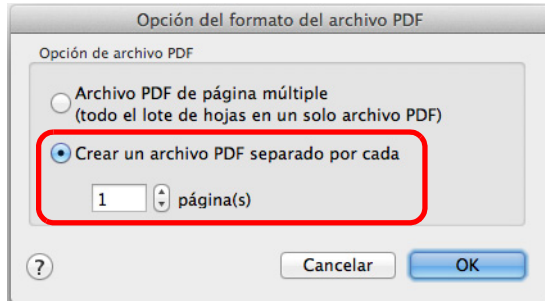 Opción del formato del archivo PDF
Opción de archivo PDF
Archivo PDF de página múltiple
(todo el lote de hojas en un solo archivo PDF)
Crear un archivo PDF separado por cada
1 página(s)
? Cancelar OK